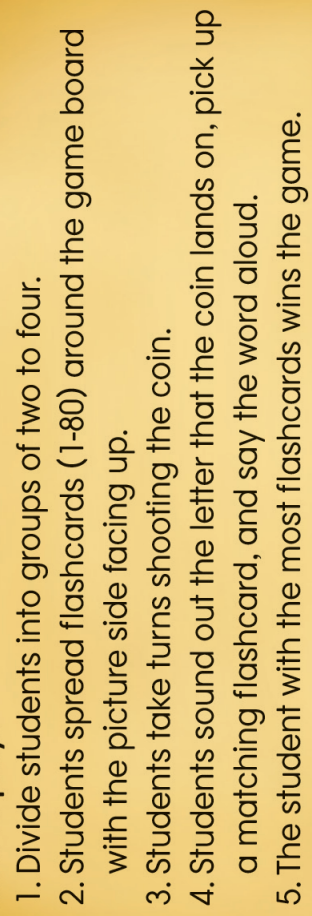 1. Divide students into groups of two to four.
2. Students spread flashcards (1-80) around the game board
with the picture side facing up.
3. Students take turns shooting the coin.
4. Students sound out the letter that the coin lands on, pick up
a matching flashcard, and say the word aloud.
5. The student with the most flashcards wins the game.